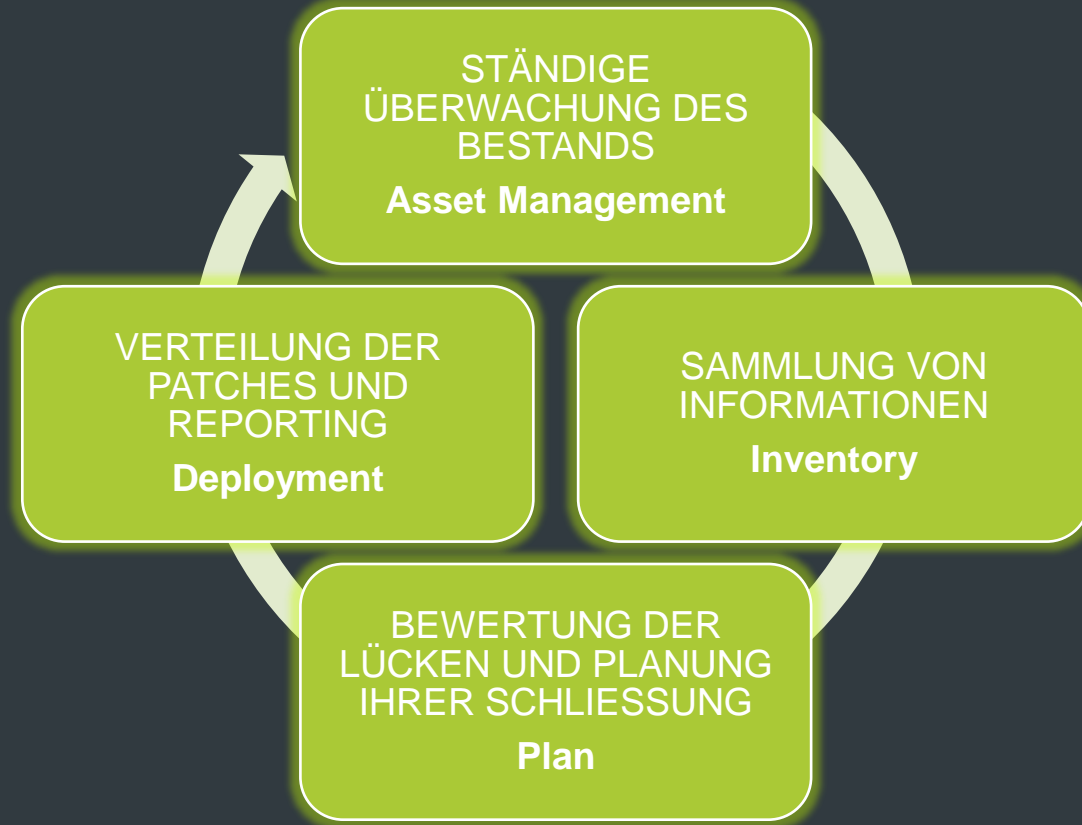 STÄNDIGE
ÜBERWACHUNG DES
BESTANDS
Asset Management
SAMMLUNG VON
INFORMATIONEN
Inventory
BEWERTUNG DER
LÜCKEN UND PLANUNG
IHRER SCHLIESSUNG
Plan
VERTEILUNG DER
PATCHES UND
REPORTING
Deployment